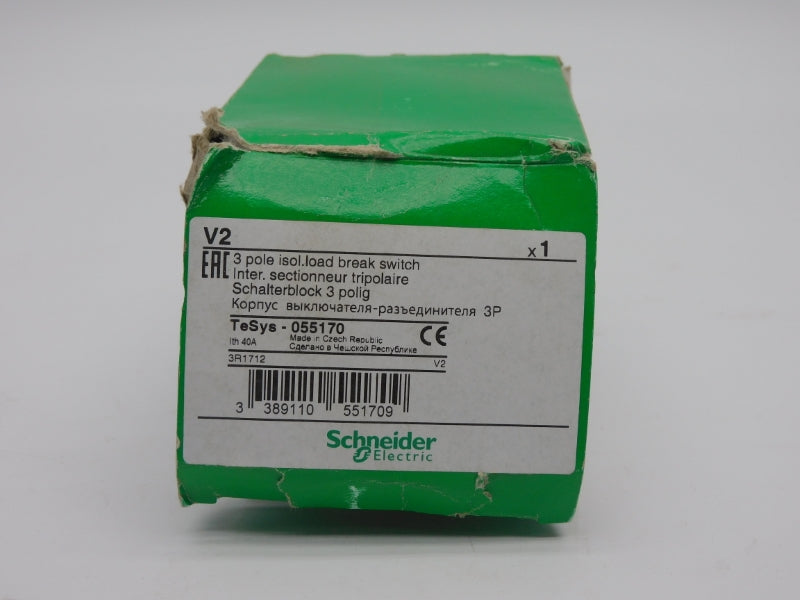 V2
x 1
EAC 3 pole isol.load break switch
Inter. sectionneur tripolaire
Schalterblock 3 polig
Корпус выключателя-разъединителя 3P
TeSys - 055170
Ith 40A Made in Czech Republic
Сделано в Чешской Республике
CE
3R1712 V2
3 389110 551709
Schneider
Electric